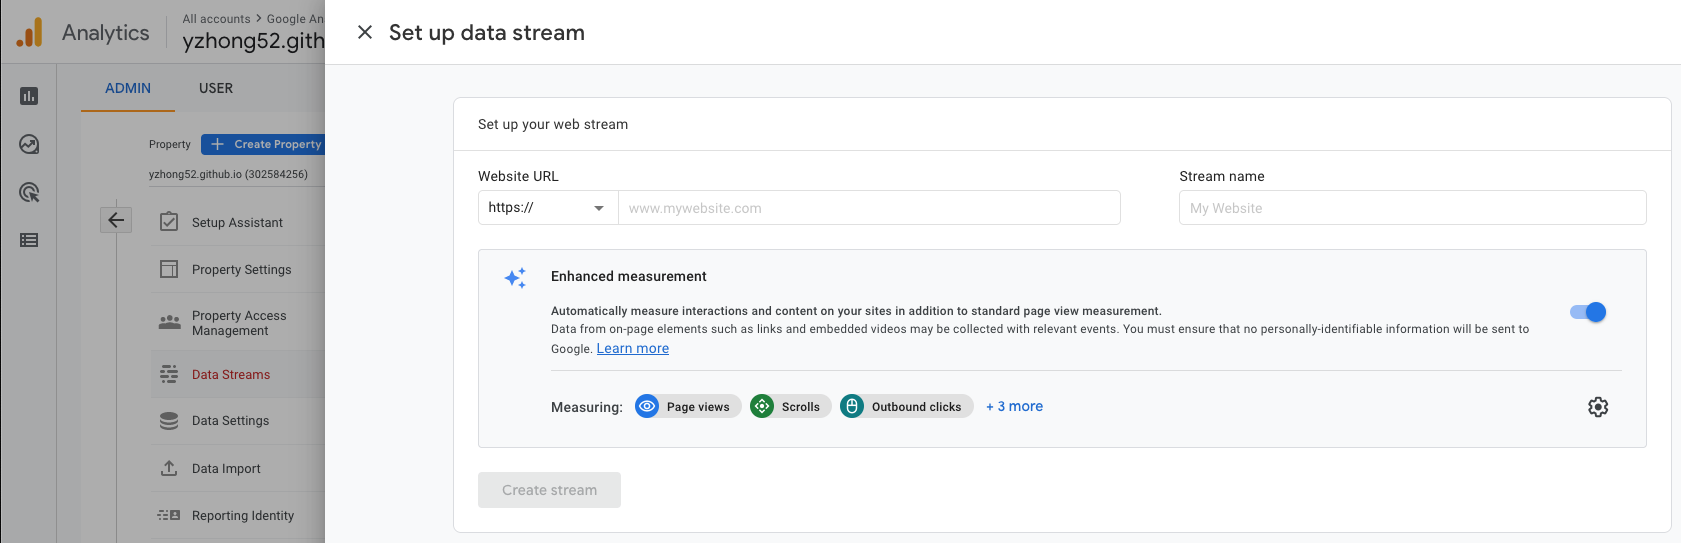 Analytics
All accounts > Google An
yzhong52.gith
Set up data stream
ADMIN
USER
Property
Create Property
yzhong52.github.io (302584256)
Setup Assistant
Property Settings
Property Access
Management
Data Streams
Data Settings
Data Import
Reporting Identity
Set up your web stream
Website URL
Stream name
https://
www.mywebsite.com
My Website
Enhanced measurement
Automatically measure interactions and content on your sites in addition to standard page view measurement.
Data from on-page elements such as links and embedded videos may be collected with relevant events. You must ensure that no personally-identifiable information will be sent to
Google. Learn more
Measuring: Page views Scrolls Outbound clicks + 3 more
Create stream